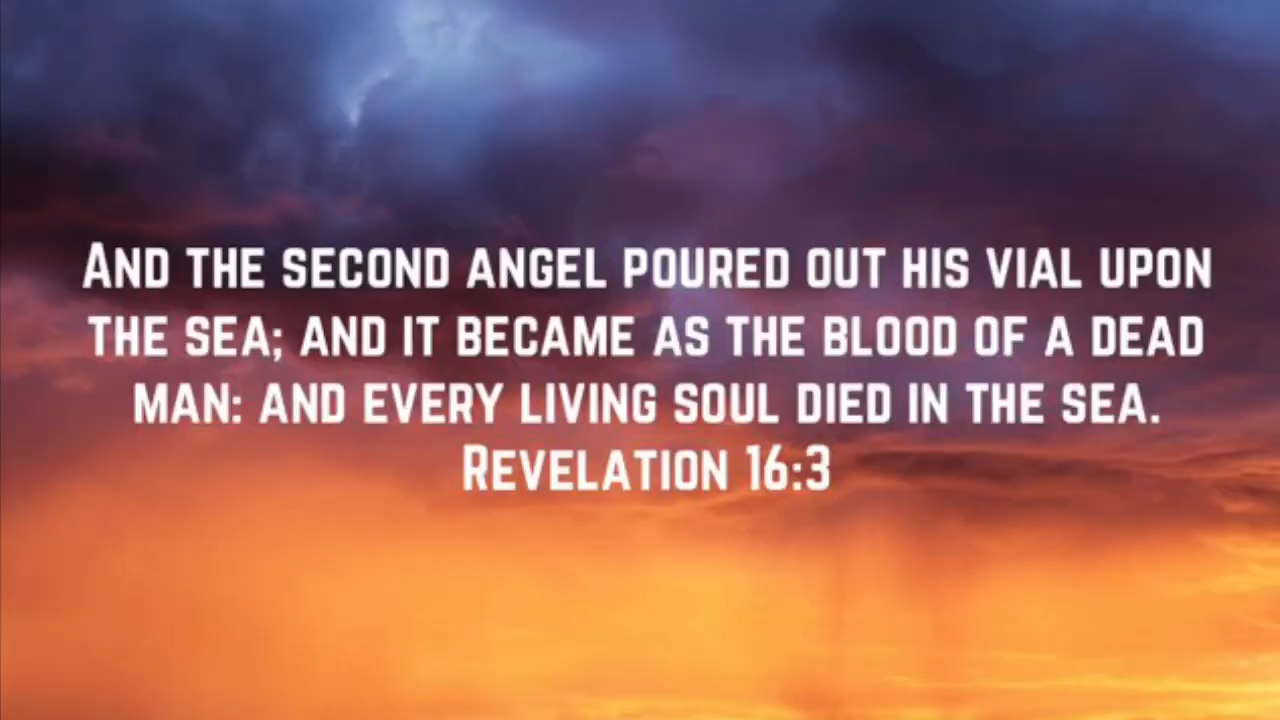 And the second angel poured out his vial upon
the sea; and it became as the blood of a dead
man: and every living soul died in the sea.
Revelation 16:3